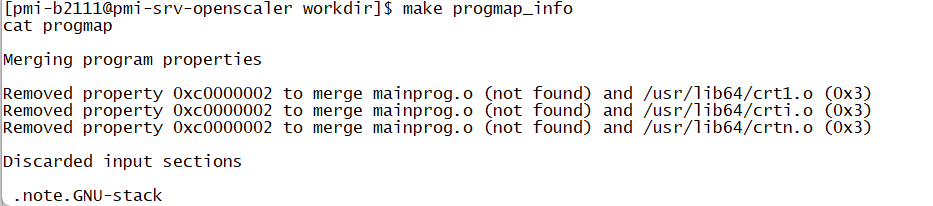 [pmi-b2111@pmi-srv-openscaler workdir]$ make progmap_info
cat progmap
Merging program properties
Removed property 0xc0000002 to merge mainprog.o (not found) and /usr/lib64/crt1.o (0x3)
Removed property 0xc0000002 to merge mainprog.o (not found) and /usr/lib64/crti.o (0x3)
Removed property 0xc0000002 to merge mainprog.o (not found) and /usr/lib64/crtn.o (0x3)
Discarded input sections
.note.GNU-stack